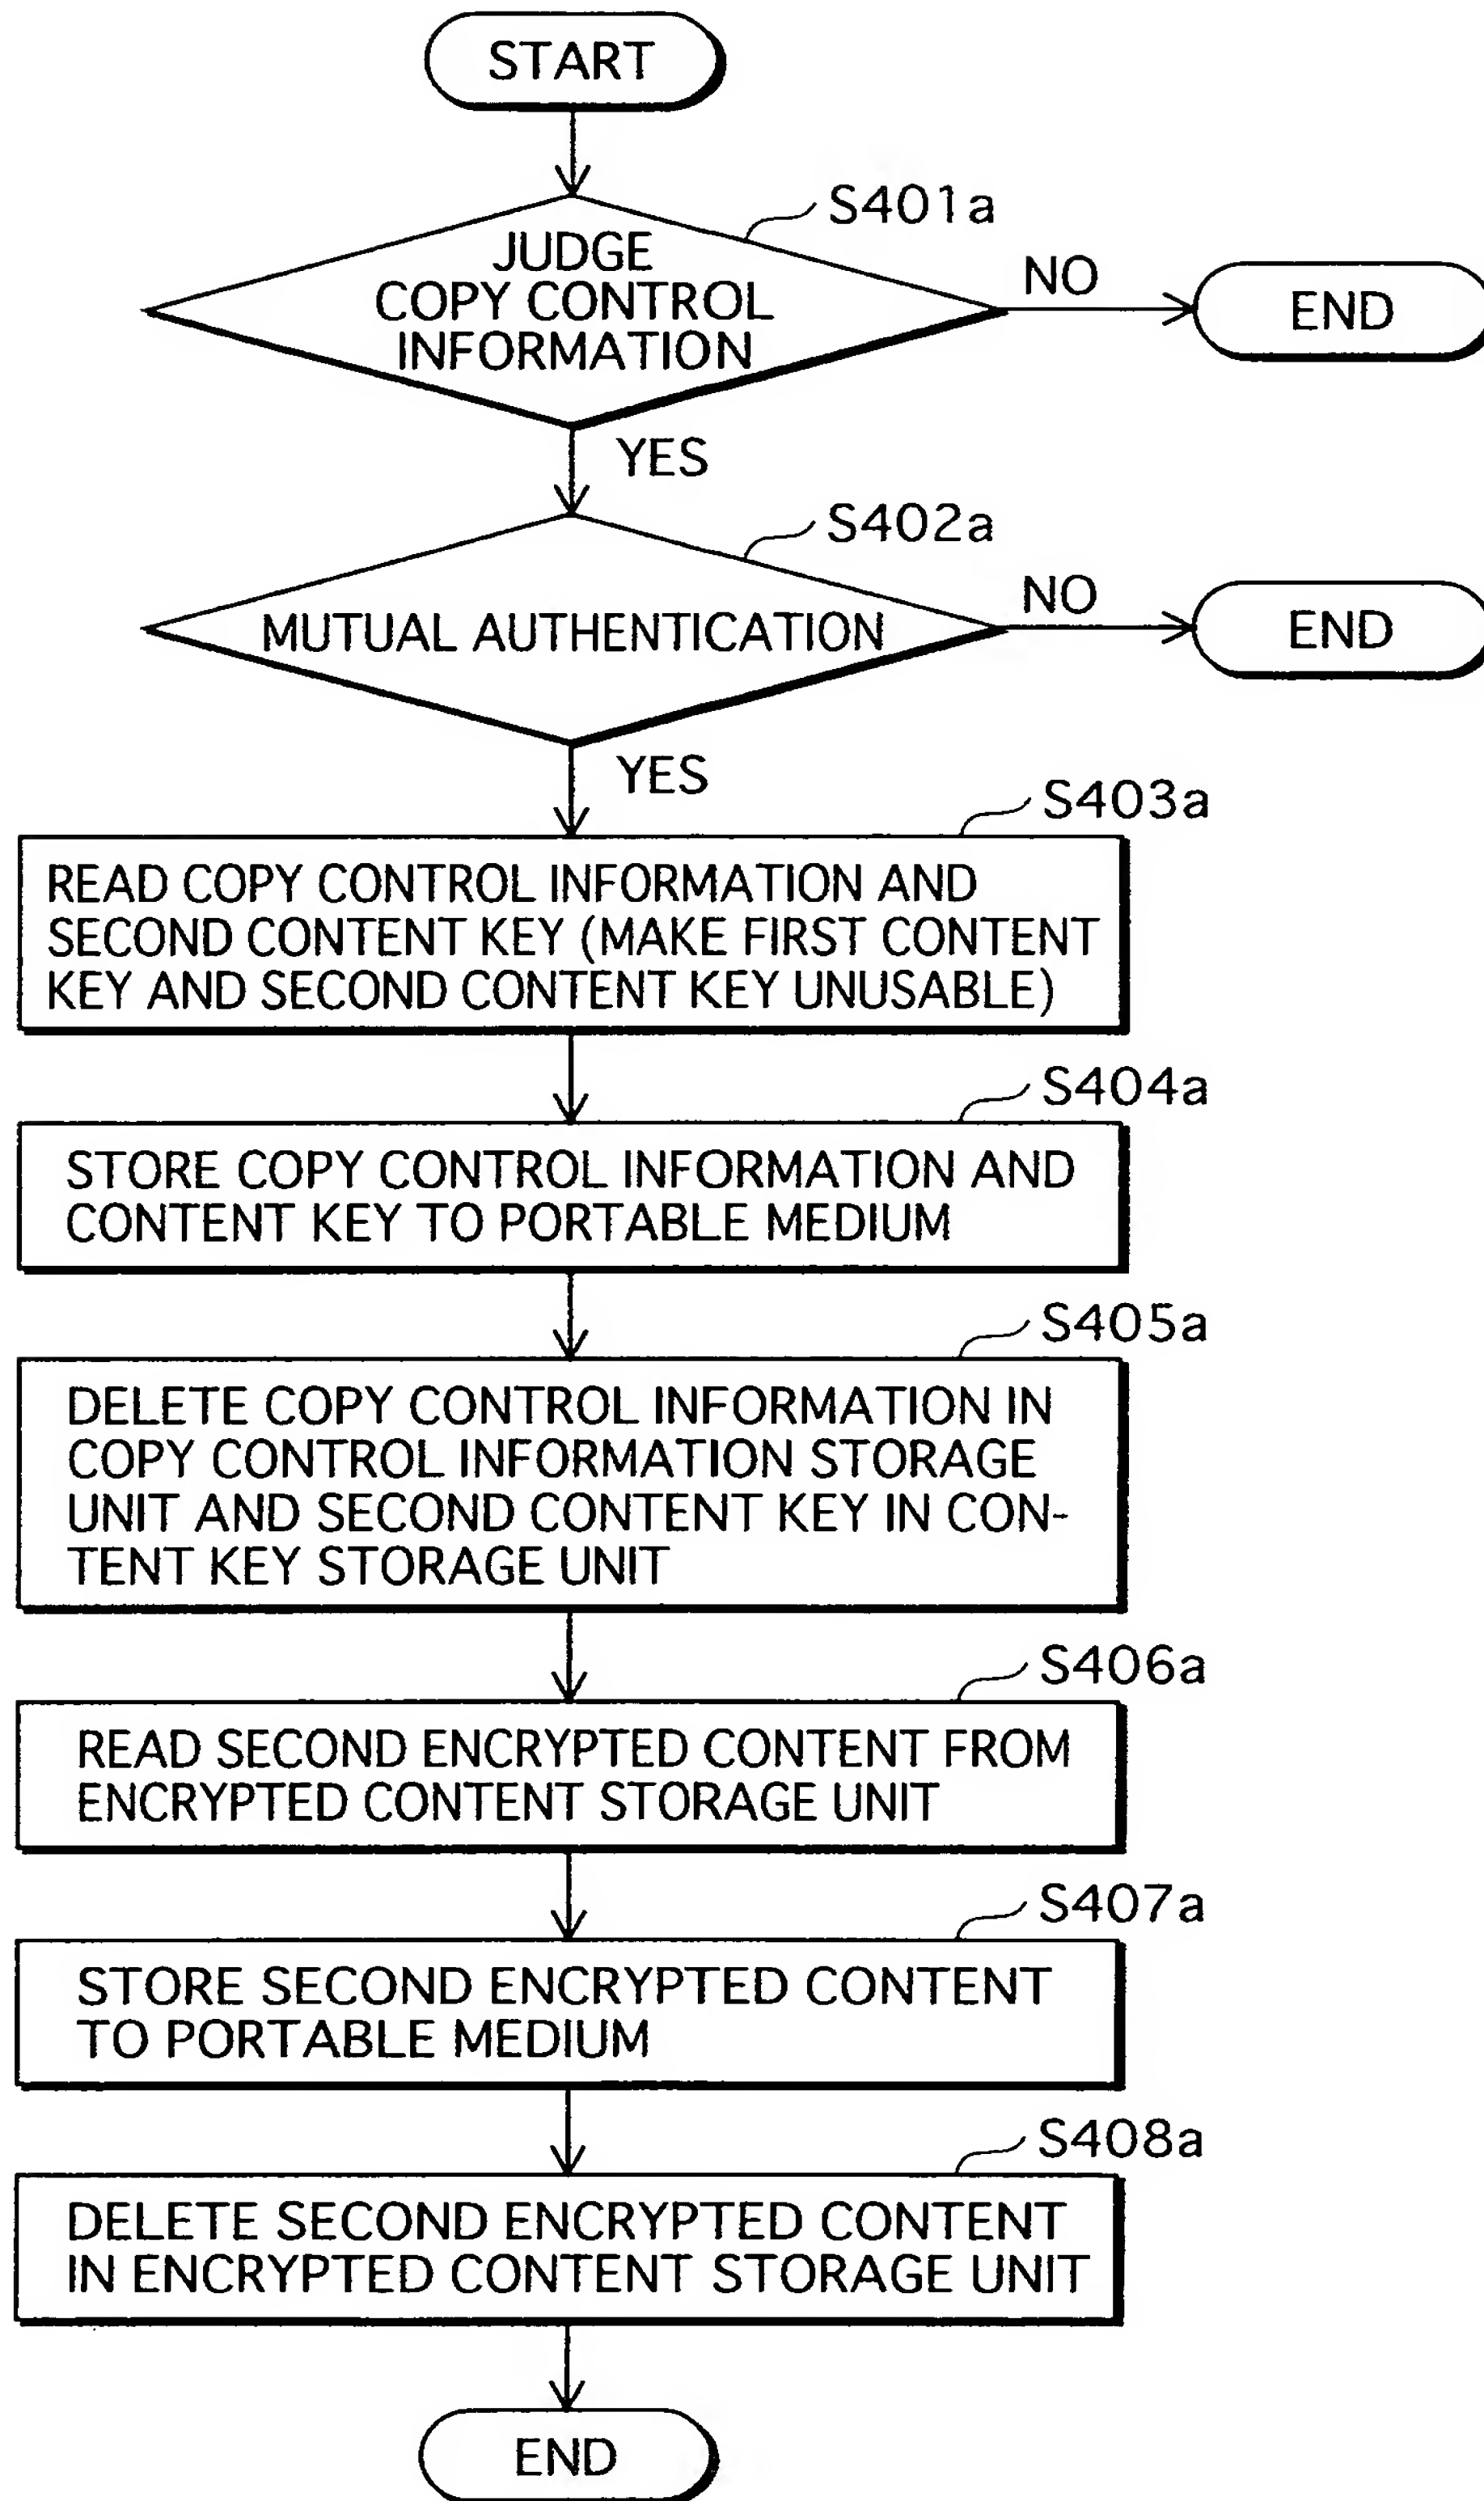 START
S401a
JUDGE
COPY CONTROL
INFORMATION
NO
END
YES
S402a
MUTUAL AUTHENTICATION
NO
END
YES
S403a
READ COPY CONTROL INFORMATION AND
SECOND CONTENT KEY (MAKE FIRST CONTENT
KEY AND SECOND CONTENT KEY UNUSABLE)
S404a
STORE COPY CONTROL INFORMATION AND
CONTENT KEY TO PORTABLE MEDIUM
S405a
DELETE COPY CONTROL INFORMATION IN
COPY CONTROL INFORMATION STORAGE
UNIT AND SECOND CONTENT KEY IN CON-
TENT KEY STORAGE UNIT
S406a
READ SECOND ENCRYPTED CONTENT FROM
ENCRYPTED CONTENT STORAGE UNIT
S407a
STORE SECOND ENCRYPTED CONTENT
TO PORTABLE MEDIUM
S408a
DELETE SECOND ENCRYPTED CONTENT
IN ENCRYPTED CONTENT STORAGE UNIT
END